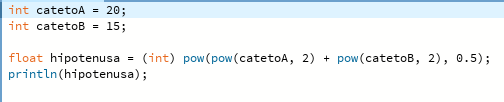 int catetoA = 20;
int catetoB = 15;
float hipotenusa = (int) pow(pow(catetoA, 2) + pow(catetoB, 2), 0.5);
println(hipotenusa);